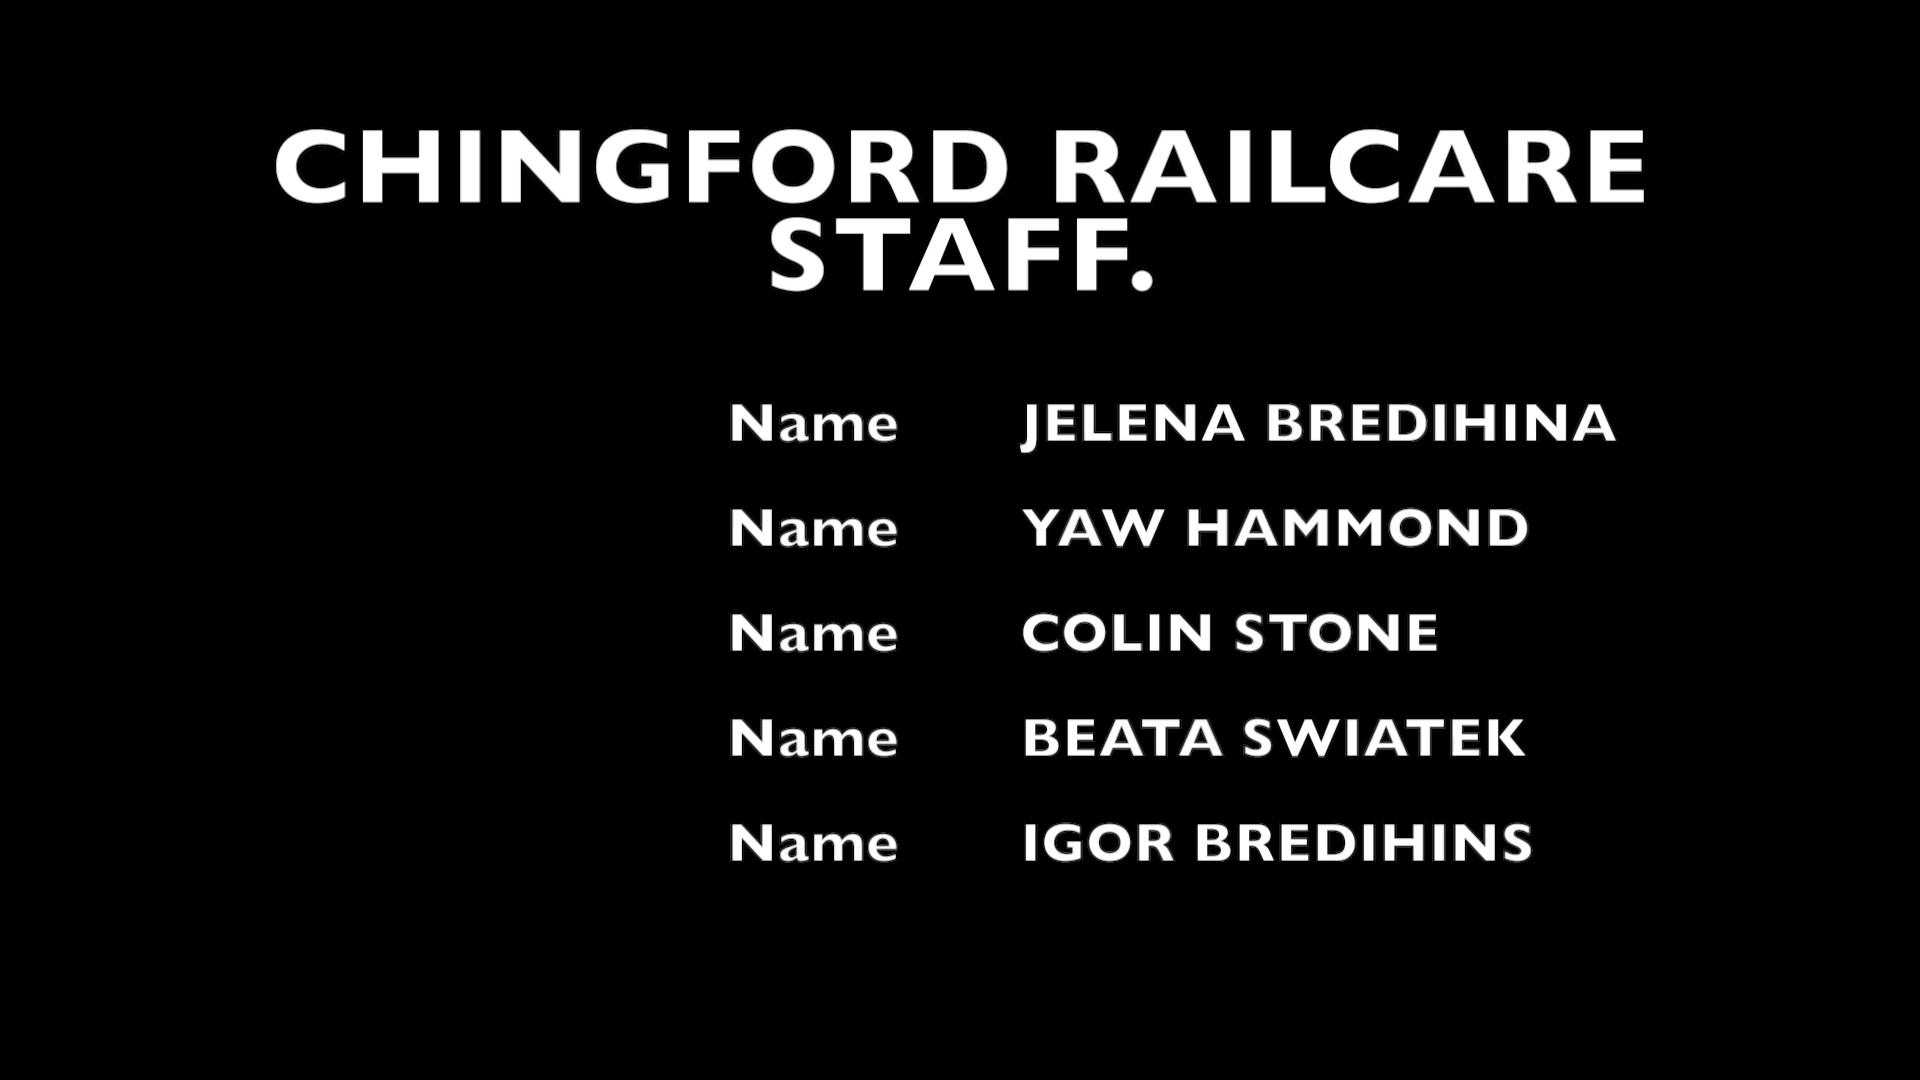 CHINGFORD RAILCARE
STAFF.
Name JELENA BREDIHINA
Name YAW HAMMOND
Name COLIN STONE
Name BEATA SWIATEK
Name IGOR BREDIHINS